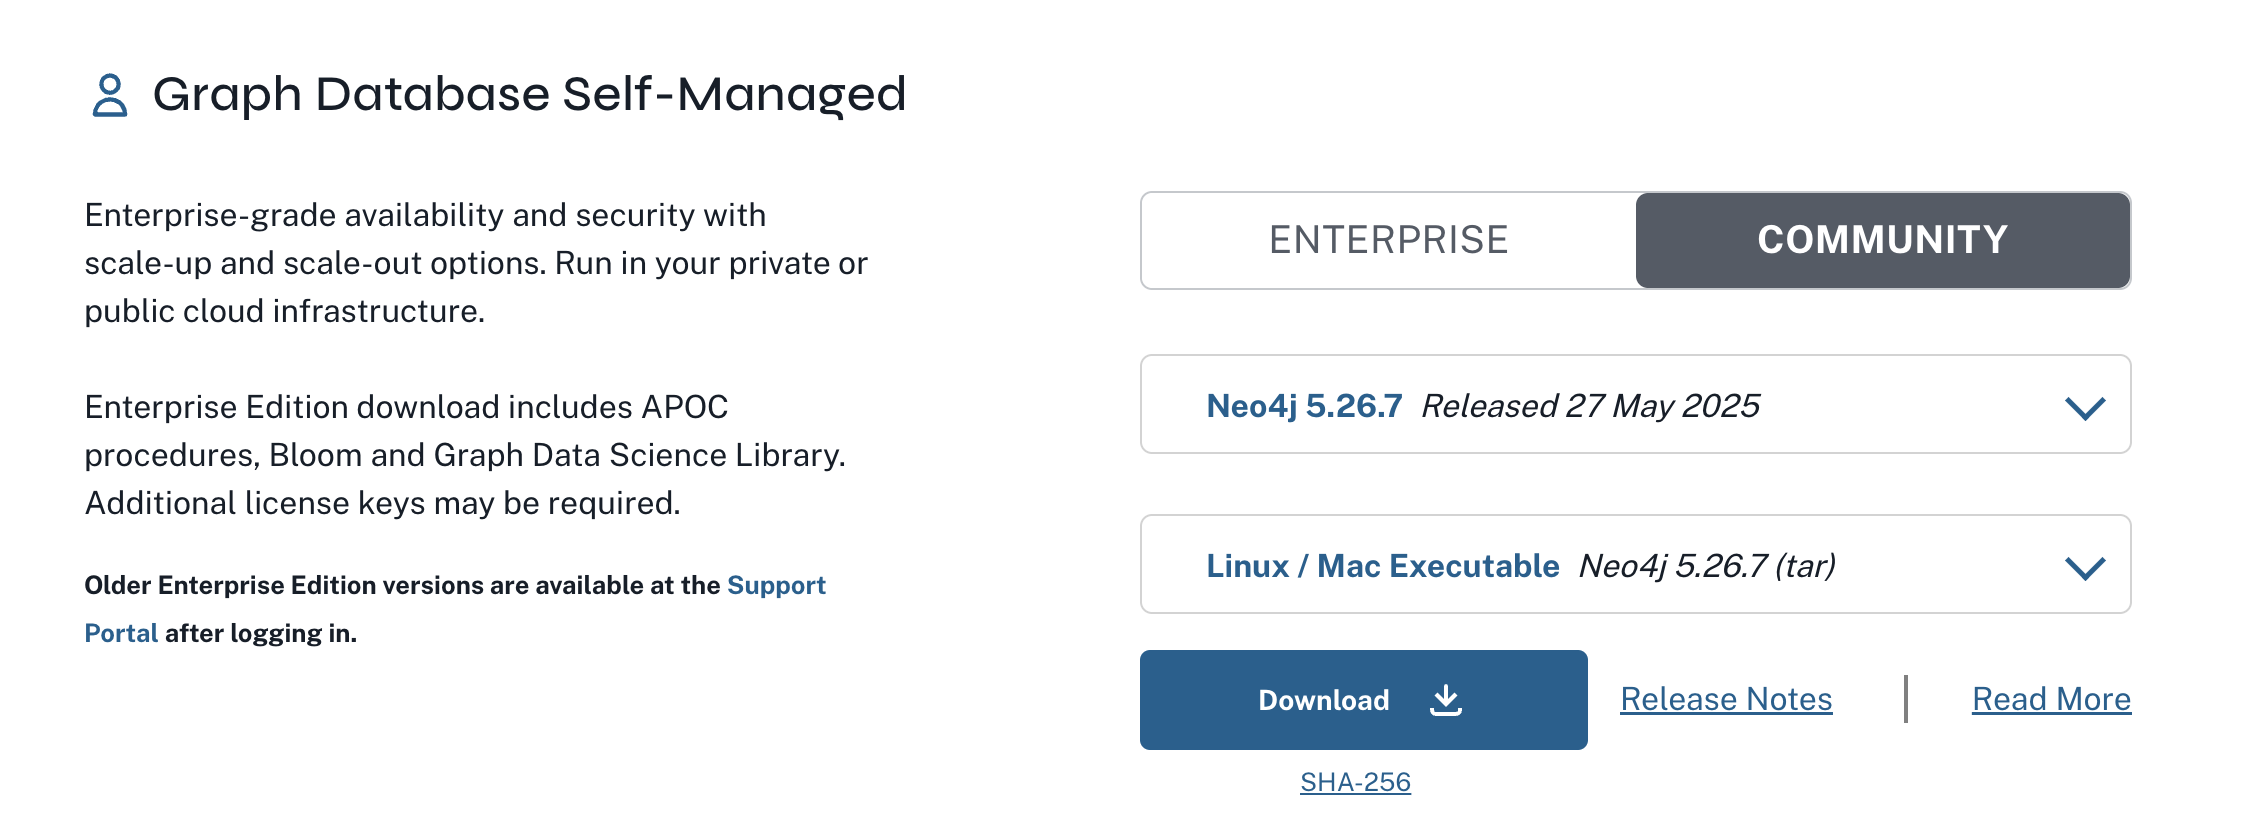 Graph Database Self-Managed
Enterprise-grade availability and security with
scale-up and scale-out options. Run in your private or
public cloud infrastructure.
Enterprise Edition download includes APOC
procedures, Bloom and Graph Data Science Library.
Additional license keys may be required.
Older Enterprise Edition versions are available at the Support
Portal after logging in.
ENTERPRISE
COMMUNITY
Neo4j 5.26.7 Released 27 May 2025
Linux / Mac Executable Neo4j 5.26.7 (tar)
Download
Release Notes
Read More
SHA-256